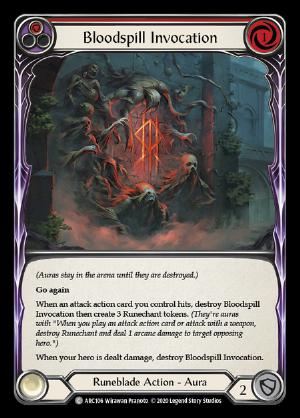 Bloodspill Invocation
1
(Auras stay in the arena until they are destroyed.)
Go again
When an attack action card you control hits, destroy Bloodspill
Invocation then create 3 Runechant tokens. (They're auras
with "When you play an attack action card or attack with a weapon,
destroy Runechant and deal 1 arcane damage to target opposing
hero.")
When your hero is dealt damage, destroy Bloodspill Invocation.
Runeblade Action - Aura
2
ARC106 Wirawan Pranoto © 2020 Legend Story Studios